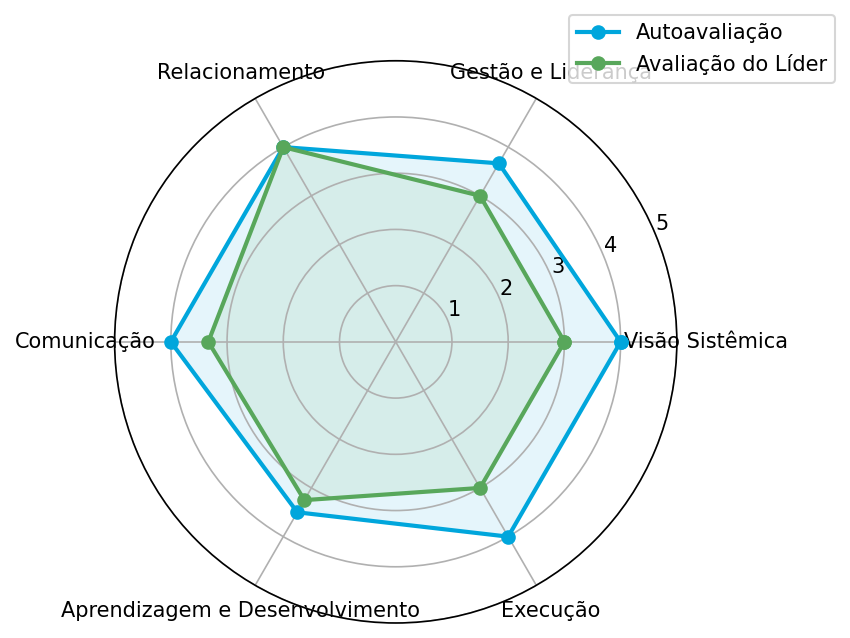 Autoavaliação
Avaliação do Líder
Relacionamento
Gestão e Liderança
5
4
3
2
1
Comunicação
Visão Sistêmica
Aprendizagem e Desenvolvimento
Execução